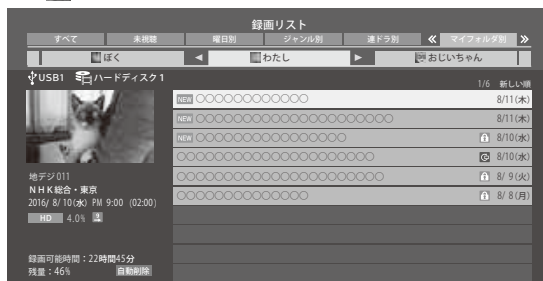 録画リスト
すべて 未視聴 曜日別 ジャンル別 連ドラ別 ≪ マイフォルダ別 ≫
ぼく ◀ わたし ▶ おじいちゃん
USB1 ハードディスク1
1/6 新しい順
NEW 〇〇〇〇〇〇〇〇〇〇〇〇 8/11(木)
NEW 〇〇〇〇〇〇〇〇〇〇〇〇〇〇〇〇〇〇〇〇〇 8/11(木)
NEW 〇〇〇〇〇〇〇〇〇〇〇〇〇〇〇〇 8/10(水)
〇〇〇〇〇〇〇〇〇〇〇〇〇〇〇〇〇〇〇〇〇 8/10(水)
〇〇〇〇〇〇〇〇〇〇〇〇〇〇〇〇〇〇〇〇〇〇 8/ 9(火)
〇〇〇〇〇〇〇〇〇〇〇〇〇〇 8/ 8(月)
地デジ011
ＮＨＫ総合・東京
2016/ 8/10(水) PM 9:00 (02:00)
HD 4.0%
録画可能時間：22時間45分
残量：46% 自動削除